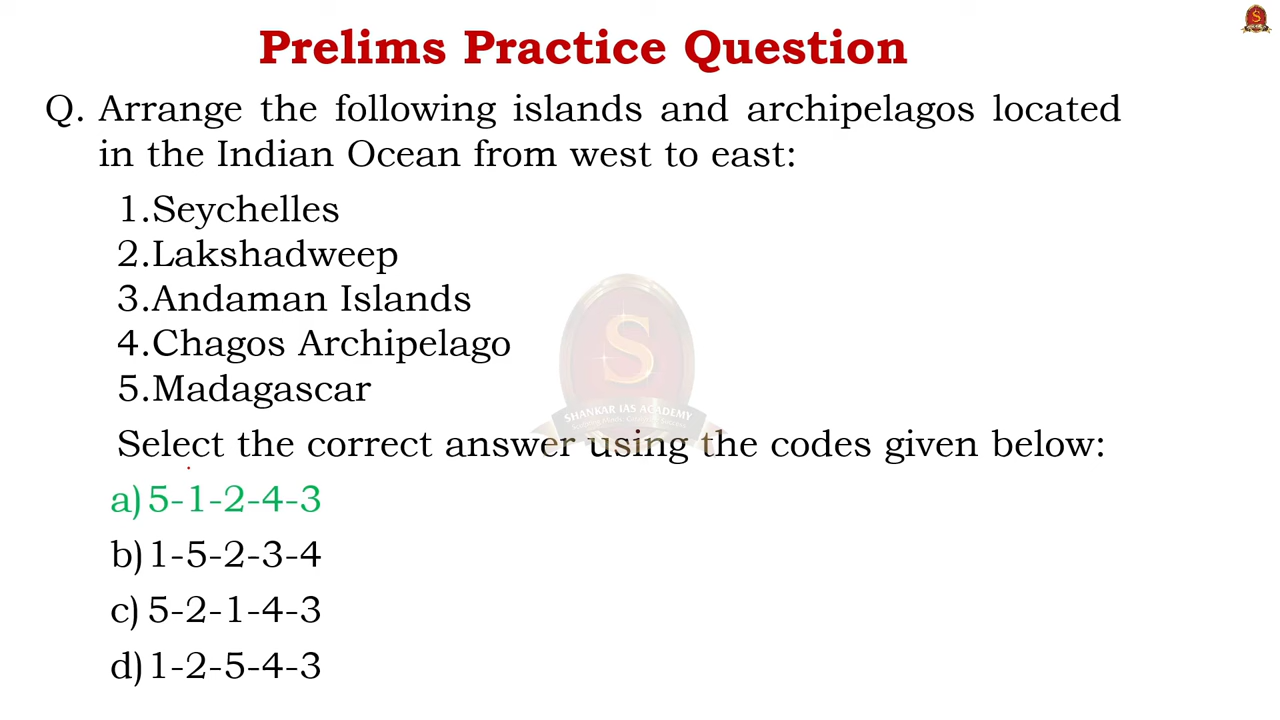 Prelims Practice Question
Q. Arrange the following islands and archipelagos located
in the Indian Ocean from west to east:
1.Seychelles
2.Lakshadweep
3.Andaman Islands
4.Chagos Archipelago
5.Madagascar
SHANKAR IAS ACADEMY
Select the correct answer using the codes given below:
a) 5-1-2-4-3
b) 1-5-2-3-4
c) 5-2-1-4-3
d) 1-2-5-4-3